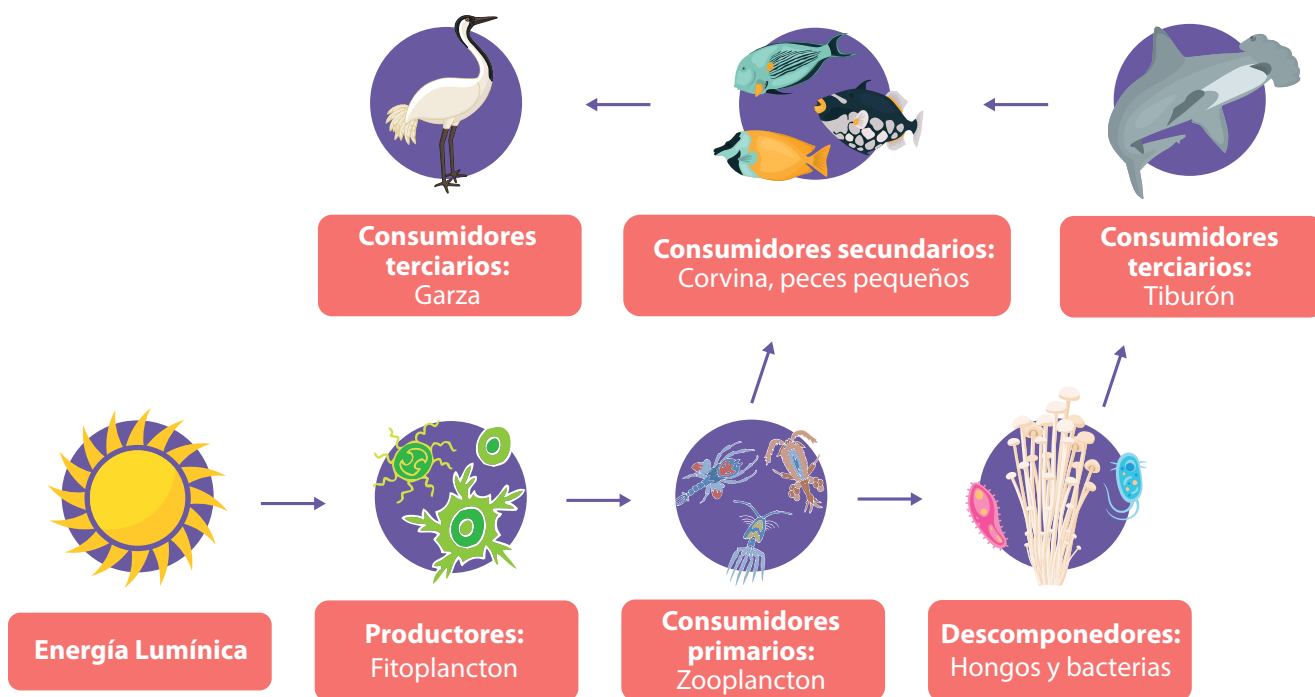 Consumidores
terciarios:
Garza
Consumidores secundarios:
Corvina, peces pequeños
Consumidores
terciarios:
Tiburón
Energía Lumínica
Productores:
Fitoplancton
Consumidores
primarios:
Zooplancton
Descomponedores:
Hongos y bacterias